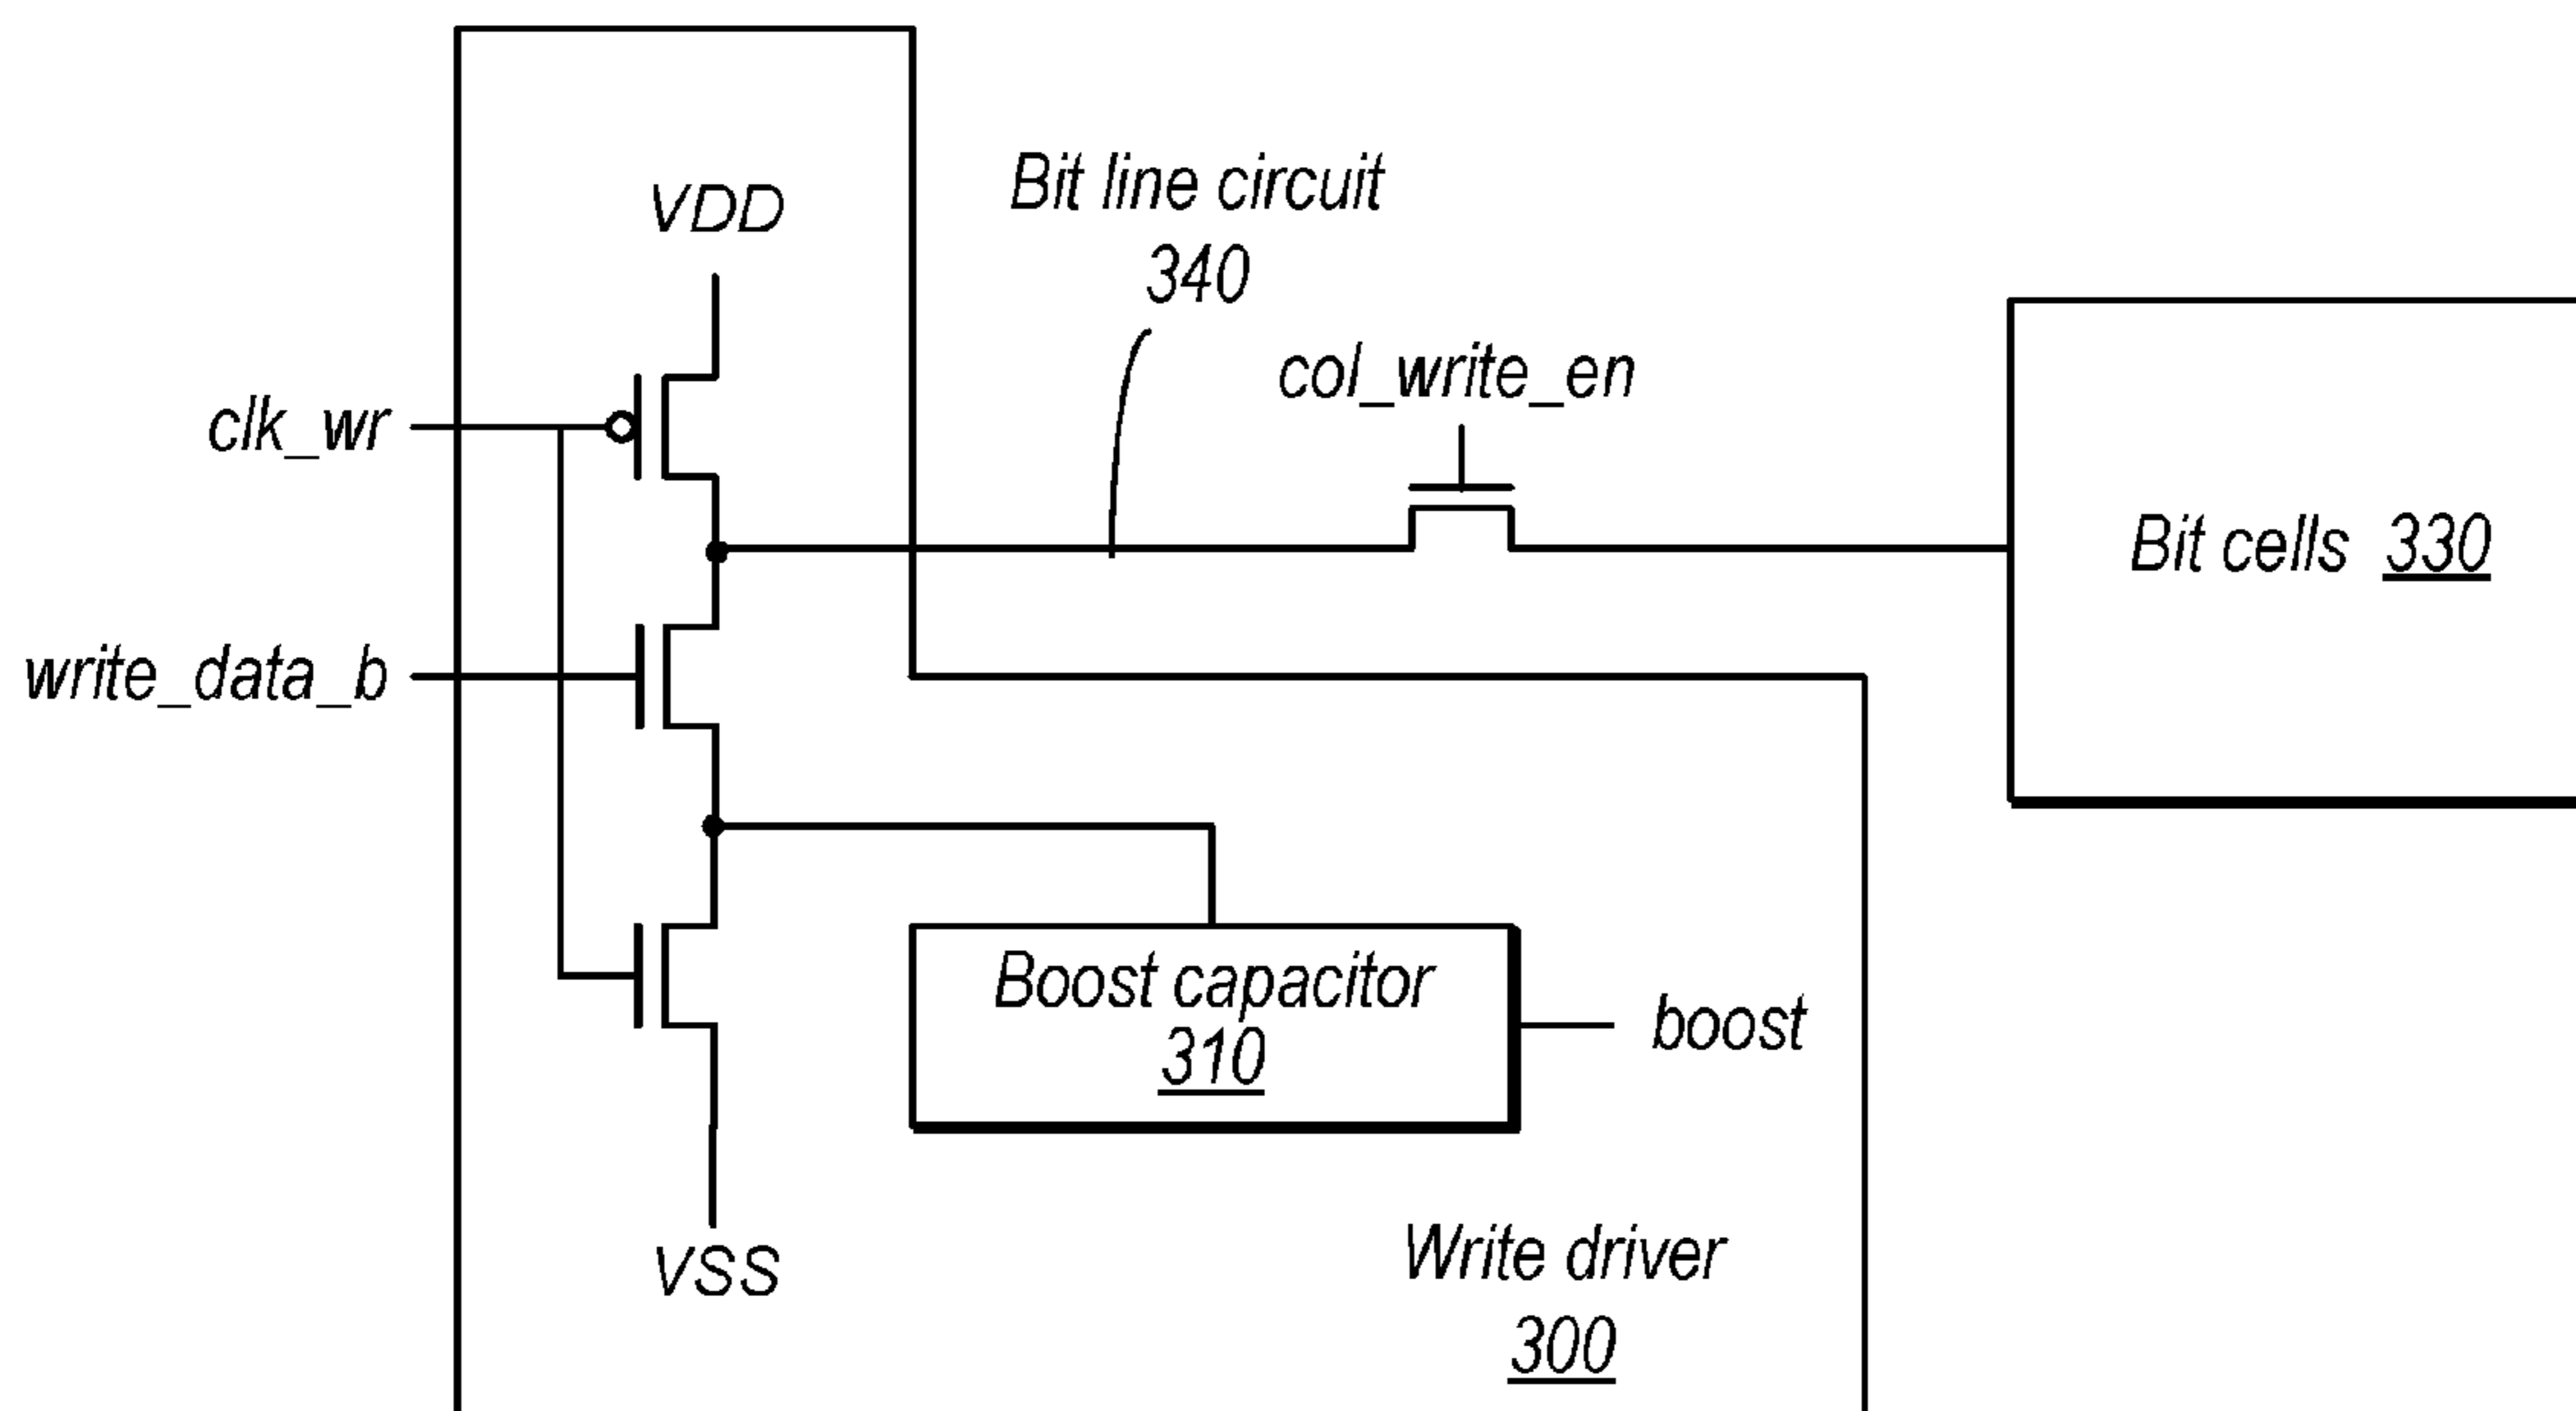 VDD
Bit line circuit
340
clk_wr
col_write_en
Bit cells 330
write_data_b
Boost capacitor
310
boost
VSS
Write driver
300